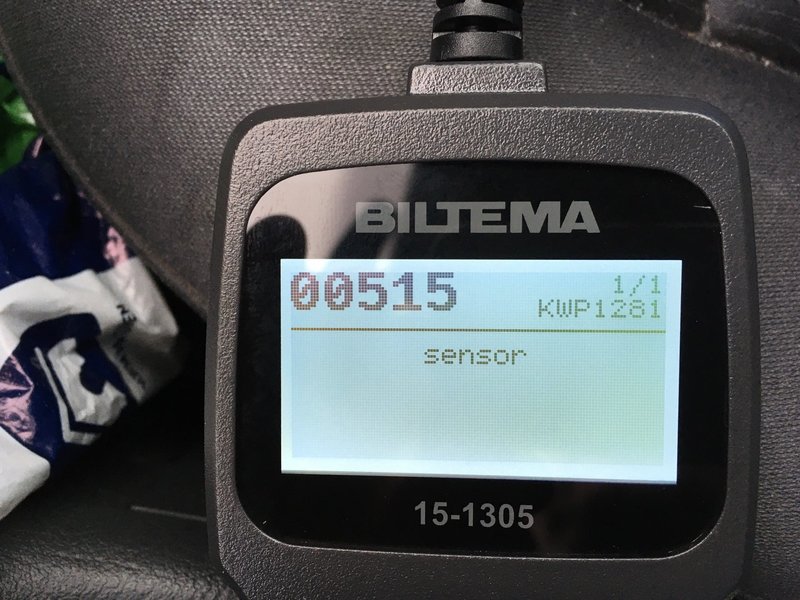 BILTEMA
00515
1/1
KWP1281
sensor
15-1305